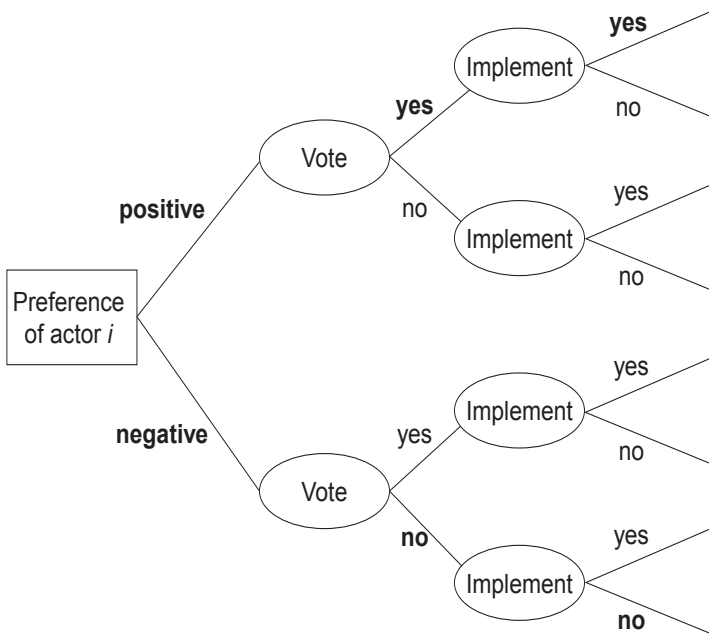 yes
Implement
yes
no
Vote
yes
positive
no
Implement
no
Preference
of actor i
yes
Implement
negative
yes
no
Vote
yes
no
Implement
no